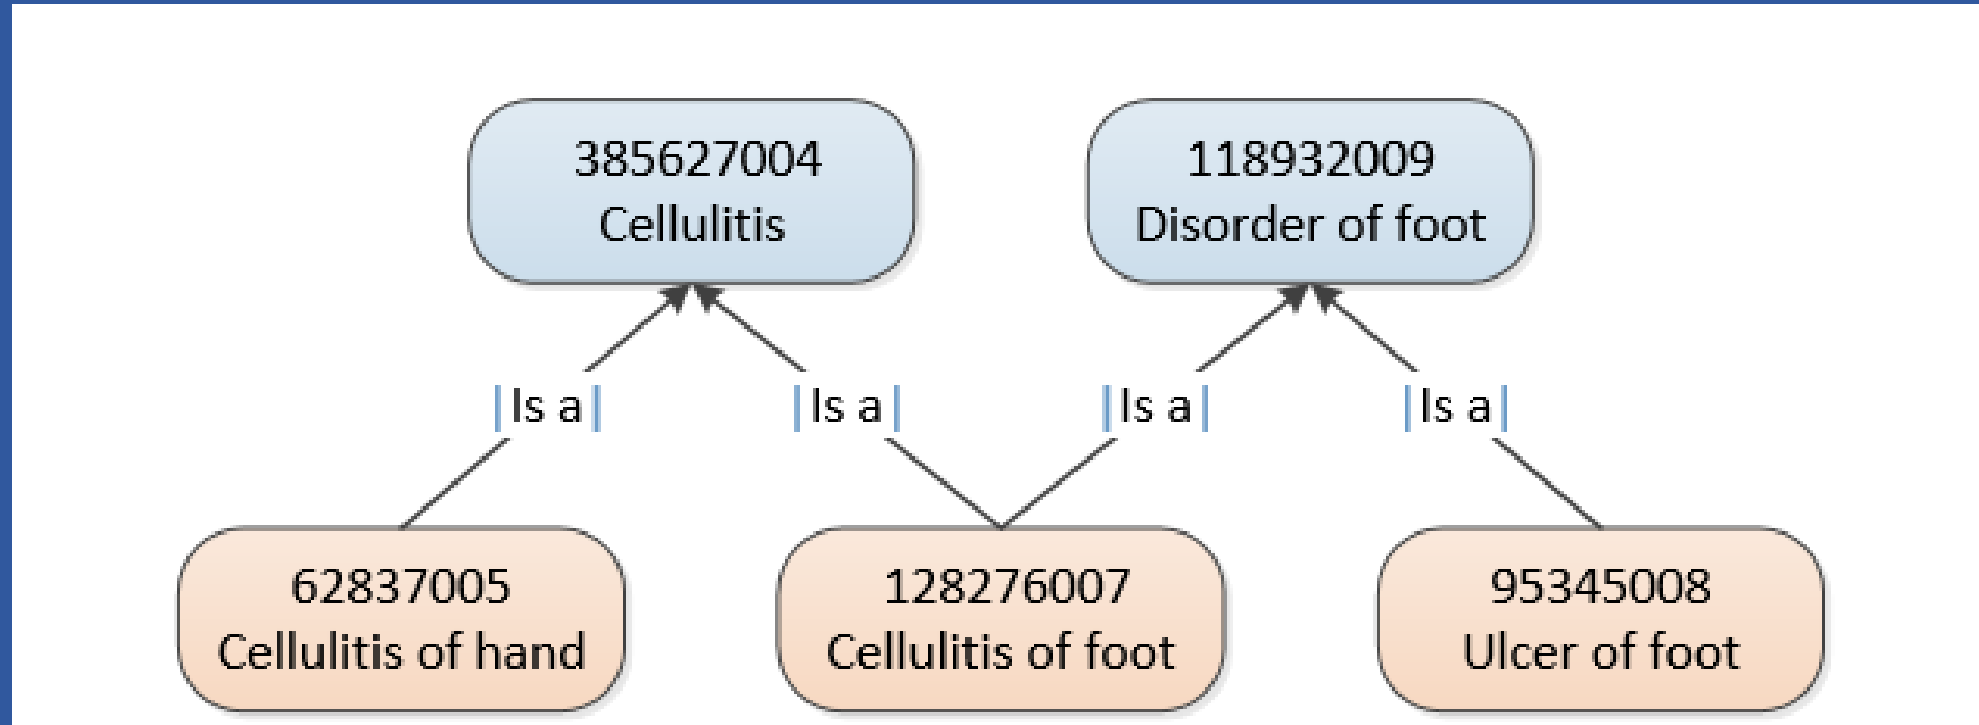 385627004
Cellulitis
118932009
Disorder of foot
|Is a|
|Is a|
|Is a|
|Is a|
62837005
Cellulitis of hand
128276007
Cellulitis of foot
95345008
Ulcer of foot